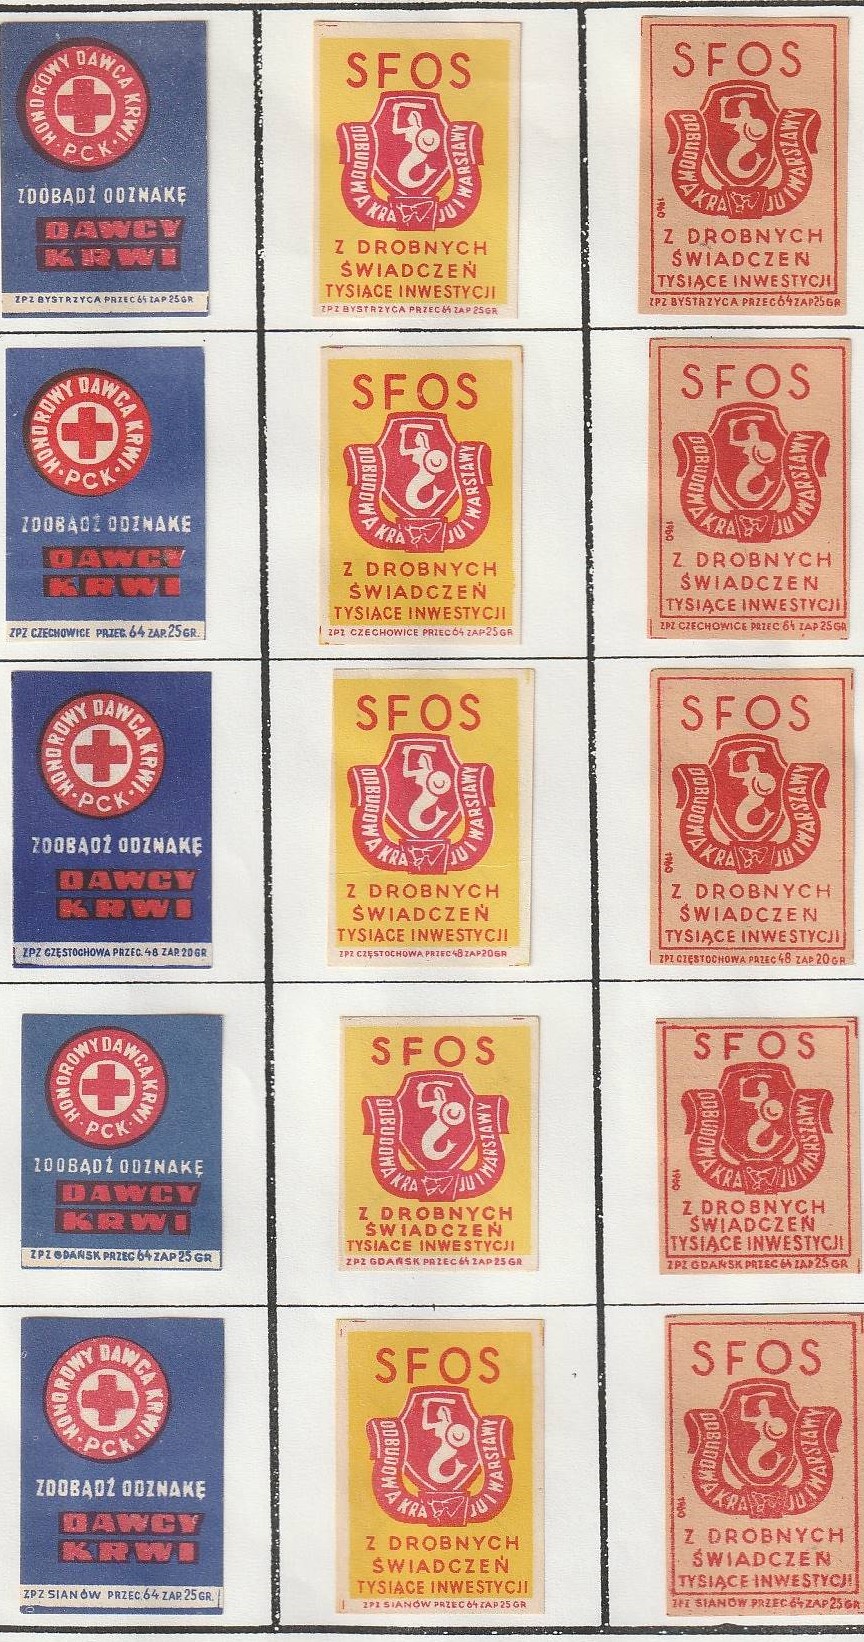 HONOROWY DAWCA KRWI
· PCK ·
ZDOBĄDŹ ODZNAKĘ
DAWCY
KRWI
ZPZ BYSTRZYCA PRZEC 64 ZAP 25 GR
SFOS
ODBUDOWA KRAJU I WARSZAWY
Z DROBNYCH
ŚWIADCZEŃ
TYSIĄCE INWESTYCJI
ZPZ BYSTRZYCA PRZEC 64 ZAP 25 GR
SFOS
ODBUDOWA KRAJU I WARSZAWY
1960
Z DROBNYCH
ŚWIADCZEŃ
TYSIĄCE INWESTYCJI
ZPZ BYSTRZYCA PRZEC 64 ZAP 25 GR
HONOROWY DAWCA KRWI
· PCK ·
ZDOBĄDŹ ODZNAKĘ
DAWCY
KRWI
ZPZ CZECHOWICE PRZEC. 64 ZAP. 25 GR.
SFOS
ODBUDOWA KRAJU I WARSZAWY
Z DROBNYCH
ŚWIADCZEŃ
TYSIĄCE INWESTYCJI
ZPZ CZECHOWICE PRZEC 64 ZAP 25 GR
SFOS
ODBUDOWA KRAJU I WARSZAWY
1960
Z DROBNYCH
ŚWIADCZEŃ
TYSIĄCE INWESTYCJI
ZPZ CZECHOWICE PRZEC 64 ZAP 25 GR
HONOROWY DAWCA KRWI
· PCK ·
ZDOBĄDŹ ODZNAKĘ
DAWCY
KRWI
ZPZ CZĘSTOCHOWA PRZEC. 48 ZAP. 20 GR
SFOS
ODBUDOWA KRAJU I WARSZAWY
Z DROBNYCH
ŚWIADCZEŃ
TYSIĄCE INWESTYCJI
ZPZ CZĘSTOCHOWA PRZEC 48 ZAP 20 GR
SFOS
ODBUDOWA KRAJU I WARSZAWY
1960
Z DROBNYCH
ŚWIADCZEŃ
TYSIĄCE INWESTYCJI
ZPZ CZĘSTOCHOWA PRZEC 48 ZAP 20 GR
HONOROWY DAWCA KRWI
· PCK ·
ZDOBĄDŹ ODZNAKĘ
DAWCY
KRWI
ZPZ GDAŃSK PRZEC 64 ZAP 25 GR
SFOS
ODBUDOWA KRAJU I WARSZAWY
Z DROBNYCH
ŚWIADCZEŃ
TYSIĄCE INWESTYCJI
ZPZ GDAŃSK PRZEC 64 ZAP 25 GR
SFOS
ODBUDOWA KRAJU I WARSZAWY
1960
Z DROBNYCH
ŚWIADCZEŃ
TYSIĄCE INWESTYCJI
ZPZ GDAŃSK PRZEC 64 ZAP 25 GR
HONOROWY DAWCA KRWI
· PCK ·
ZDOBĄDŹ ODZNAKĘ
DAWCY
KRWI
ZPZ SIANÓW PRZEC. 64 ZAP. 25 GR.
SFOS
ODBUDOWA KRAJU I WARSZAWY
Z DROBNYCH
ŚWIADCZEŃ
TYSIĄCE INWESTYCJI
ZPZ SIANÓW PRZEC 64 ZAP 25 GR
SFOS
ODBUDOWA KRAJU I WARSZAWY
1960
Z DROBNYCH
ŚWIADCZEŃ
TYSIĄCE INWESTYCJI
ZPZ SIANÓW PRZEC 64 ZAP 25 GR